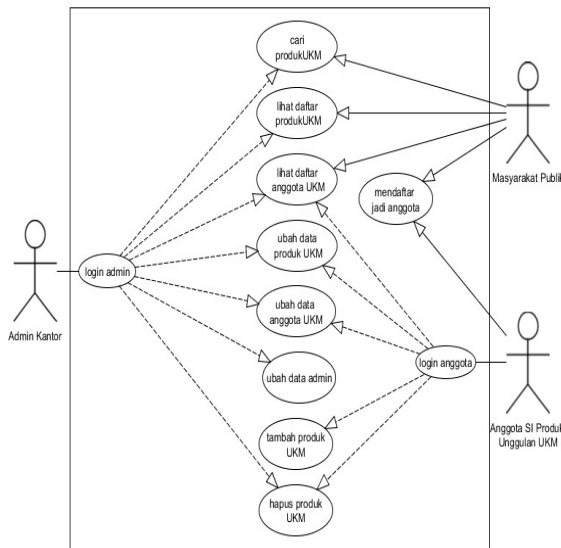 cari
produkUKM
lihat daftar
produkUKM
lihat daftar
anggota UKM
Masyarakat Publik
mendaftar
jadi anggota
ubah data
produk UKM
login admin
Admin Kantor
ubah data
anggota UKM
login anggota
ubah data admin
Anggota SI Produk
Unggulan UKM
tambah produk
UKM
hapus produk
UKM